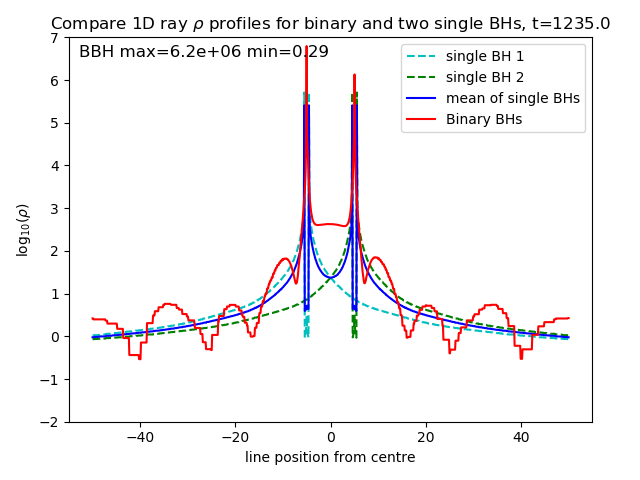 Compare 1D ray ρ profiles for binary and two single BHs, t=1235.0
BBH max=6.2e+06 min=0.29
single BH 1
single BH 2
mean of single BHs
Binary BHs
log₁₀(ρ)
7
6
5
4
3
2
1
0
−1
−2
−40
−20
0
20
40
line position from centre